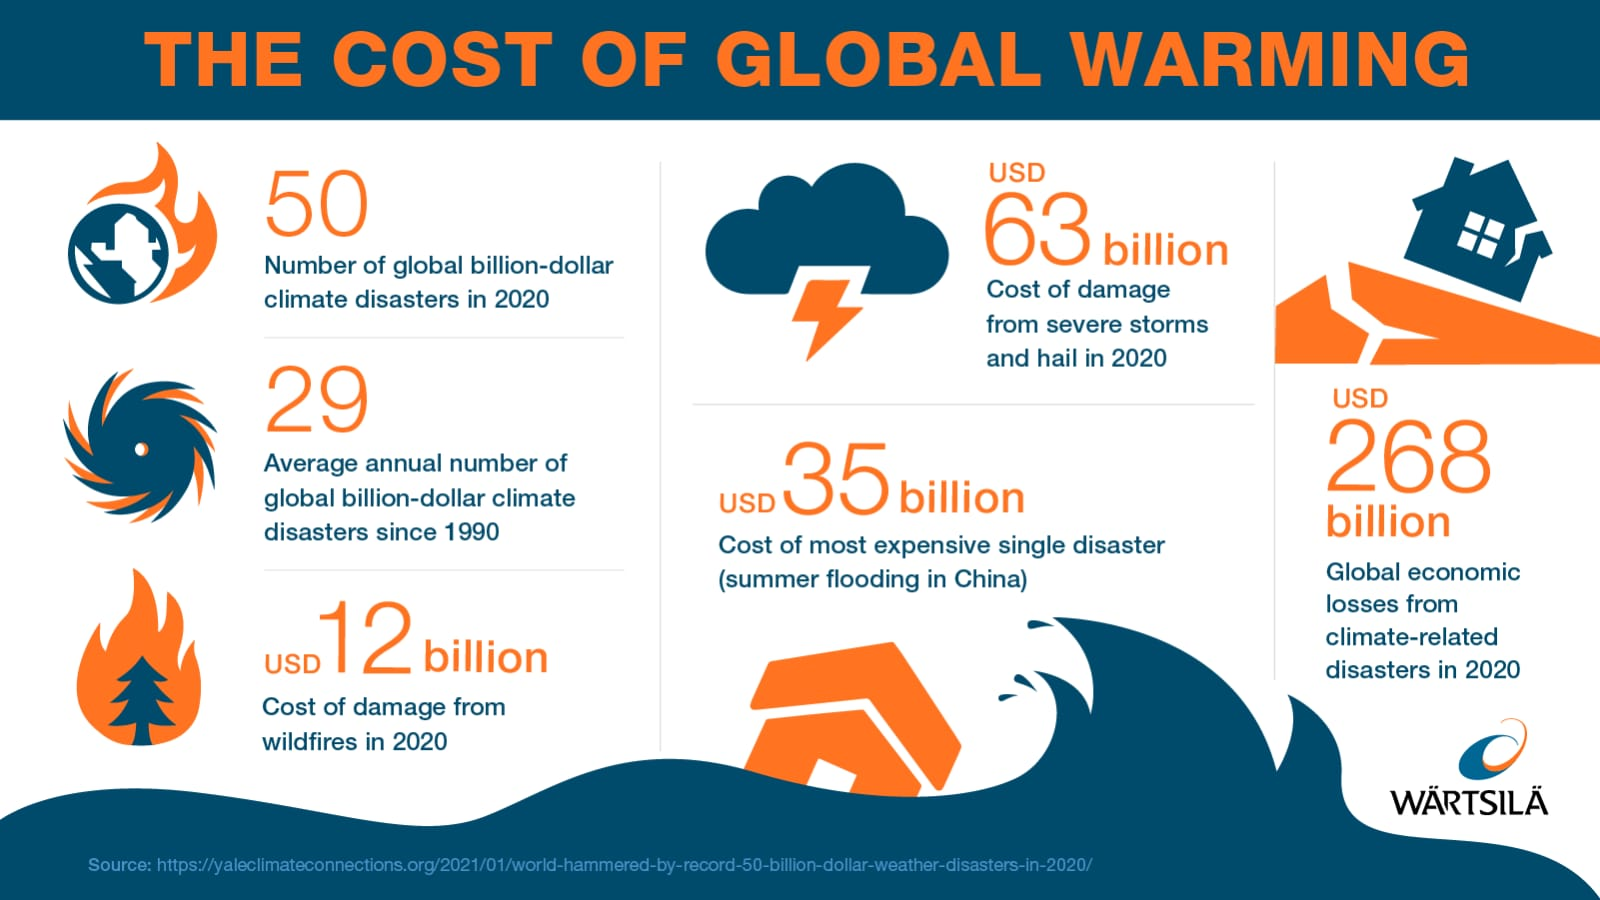 THE COST OF GLOBAL WARMING
50
Number of global billion-dollar
climate disasters in 2020
29
Average annual number of
global billion-dollar climate
disasters since 1990
USD 12 billion
Cost of damage from
wildfires in 2020
USD
63 billion
Cost of damage
from severe storms
and hail in 2020
USD 35 billion
Cost of most expensive single disaster
(summer flooding in China)
USD
268
billion
Global economic
losses from
climate-related
disasters in 2020
WÄRTSILÄ
Source: https://yaleclimateconnections.org/2021/01/world-hammered-by-record-50-billion-dollar-weather-disasters-in-2020/